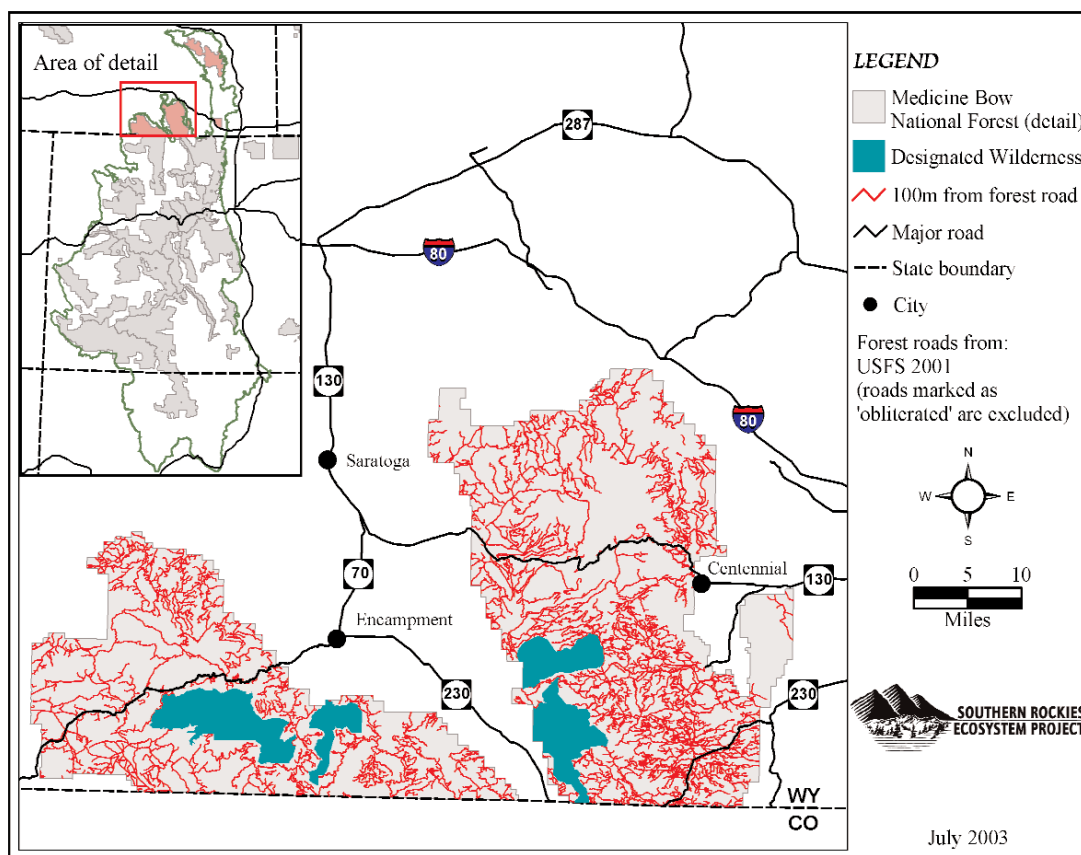 Area of detail
287
80
130
80
Saratoga
70
Centennial
130
Encampment
230
230
WY
CO
LEGEND
Medicine Bow
National Forest (detail)
Designated Wilderness
100m from forest road
Major road
State boundary
City
Forest roads from:
USFS 2001
(roads marked as
'obliterated' are excluded)
N
W
E
S
0 5 10
Miles
SOUTHERN ROCKIES
ECOSYSTEM PROJECT
July 2003